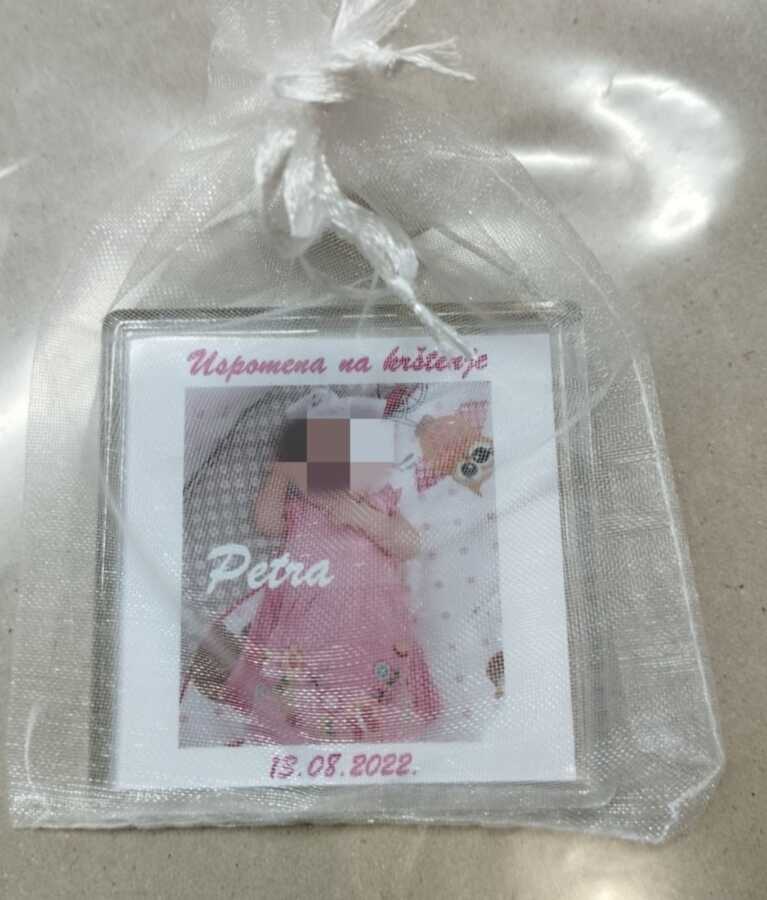 Uspomena na krštenje
Petra
13.08.2022.